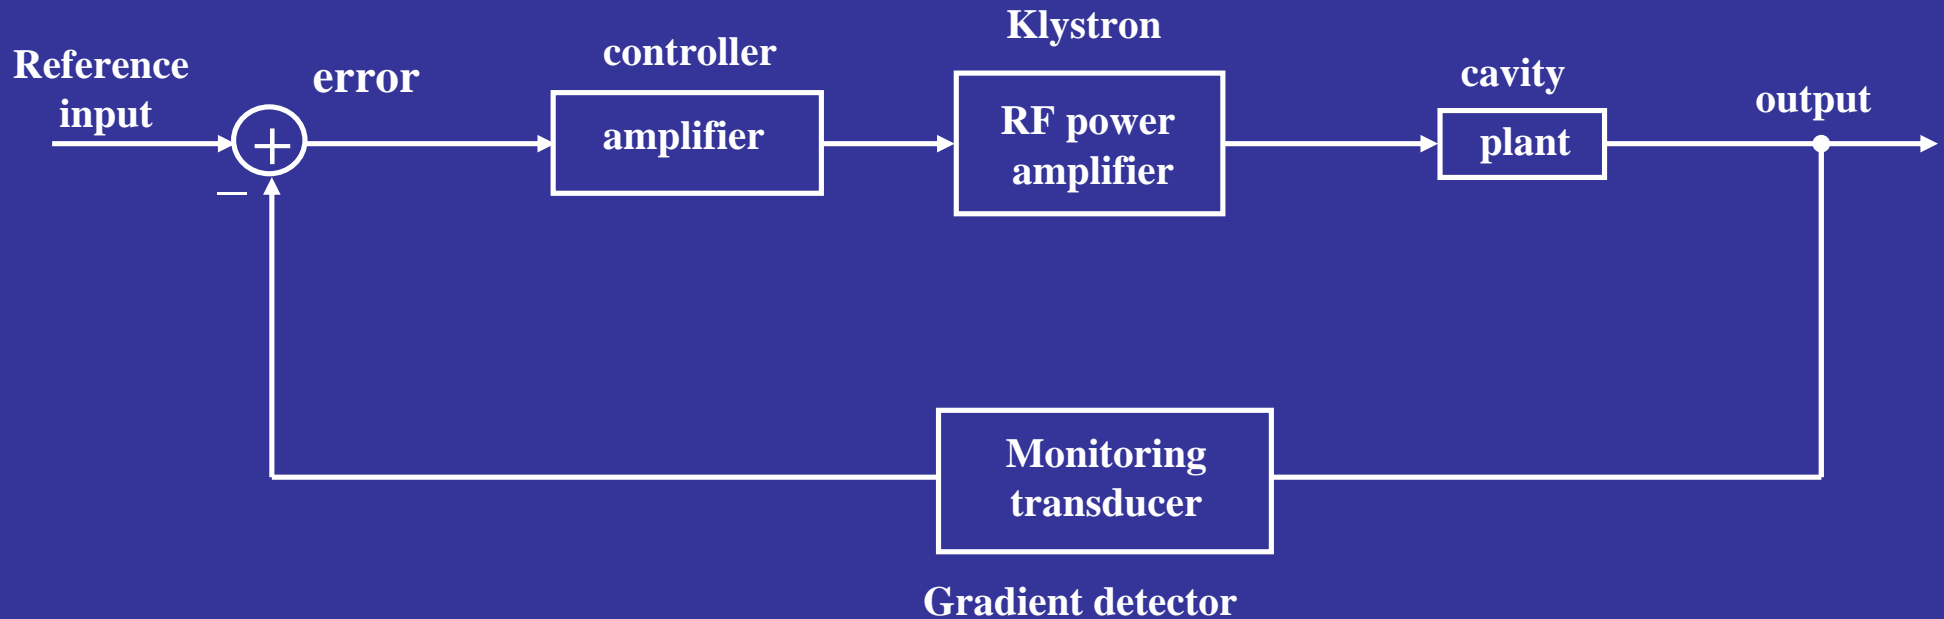 Klystron
controller
Reference
input
error
cavity
output
amplifier
RF power
amplifier
plant
+
−
Monitoring
transducer
Gradient detector